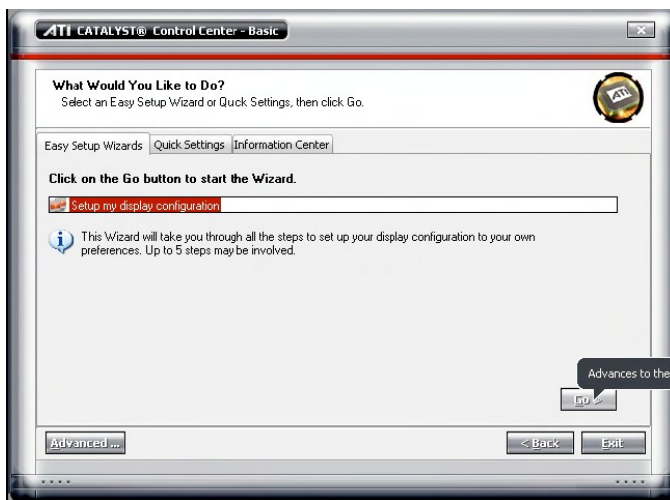 ATI CATALYST® Control Center - Basic
What Would You Like to Do?
Select an Easy Setup Wizard or Quck Settings, then click Go.
ATI
Easy Setup Wizards Quick Settings Information Center
Click on the Go button to start the Wizard.
Setup my display configuration
This Wizard will take you through all the steps to set up your display configuration to your own
preferences. Up to 5 steps may be involved.
Advances to the
Go
Advanced ...
< Back Exit